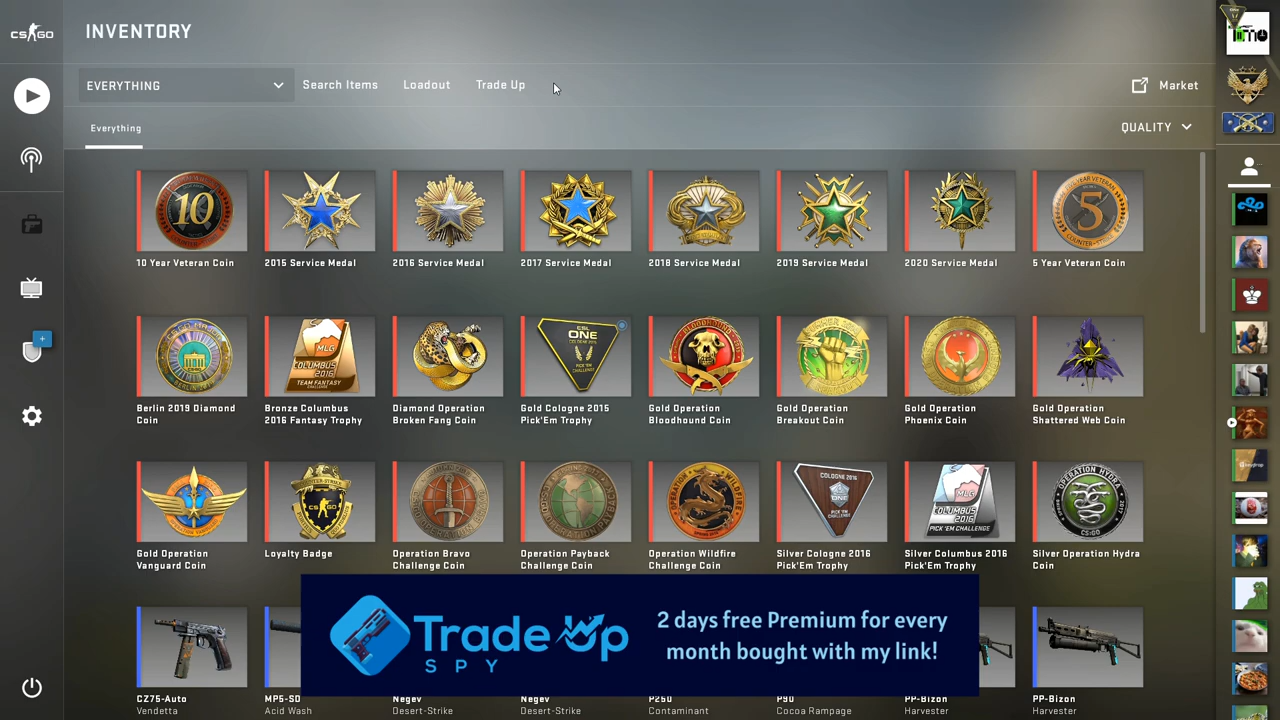 CS GO
INVENTORY
EVERYTHING
Search Items
Loadout
Trade Up
Market
Everything
QUALITY
10 Year Veteran Coin
2015 Service Medal
2016 Service Medal
2017 Service Medal
2018 Service Medal
2019 Service Medal
2020 Service Medal
5 Year Veteran Coin
Berlin 2019 Diamond
Coin
Bronze Columbus
2016 Fantasy Trophy
Diamond Operation
Broken Fang Coin
Gold Cologne 2015
Pick'Em Trophy
Gold Operation
Bloodhound Coin
Gold Operation
Breakout Coin
Gold Operation
Phoenix Coin
Gold Operation
Shattered Web Coin
Gold Operation
Vanguard Coin
Loyalty Badge
Operation Bravo
Challenge Coin
Operation Payback
Challenge Coin
Operation Wildfire
Challenge Coin
Silver Cologne 2016
Pick'Em Trophy
Silver Columbus 2016
Pick'Em Trophy
Silver Operation Hydra
Coin
Trade Up
SPY
2 days free Premium for every
month bought with my link!
CZ75-Auto
Vendetta
MP5-SD
Acid Wash
Negev
Desert-Strike
Negev
Desert-Strike
P250
Contaminant
P90
Cocoa Rampage
PP-Bizon
Harvester
PP-Bizon
Harvester